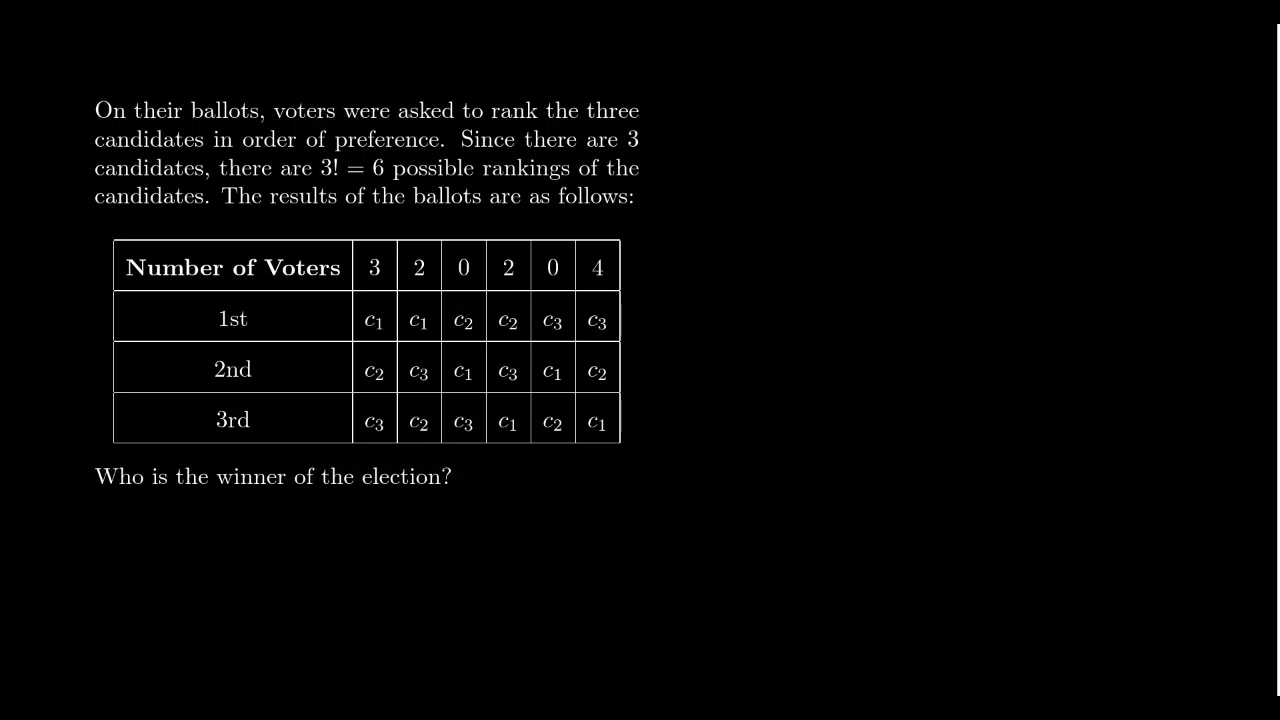 On their ballots, voters were asked to rank the three
candidates in order of preference. Since there are 3
candidates, there are 3! = 6 possible rankings of the
candidates. The results of the ballots are as follows:
Number of Voters 3 2 0 2 0 4
1st c₁ c₁ c₂ c₂ c₃ c₃
2nd c₂ c₃ c₁ c₃ c₁ c₂
3rd c₃ c₂ c₃ c₁ c₂ c₁
Who is the winner of the election?